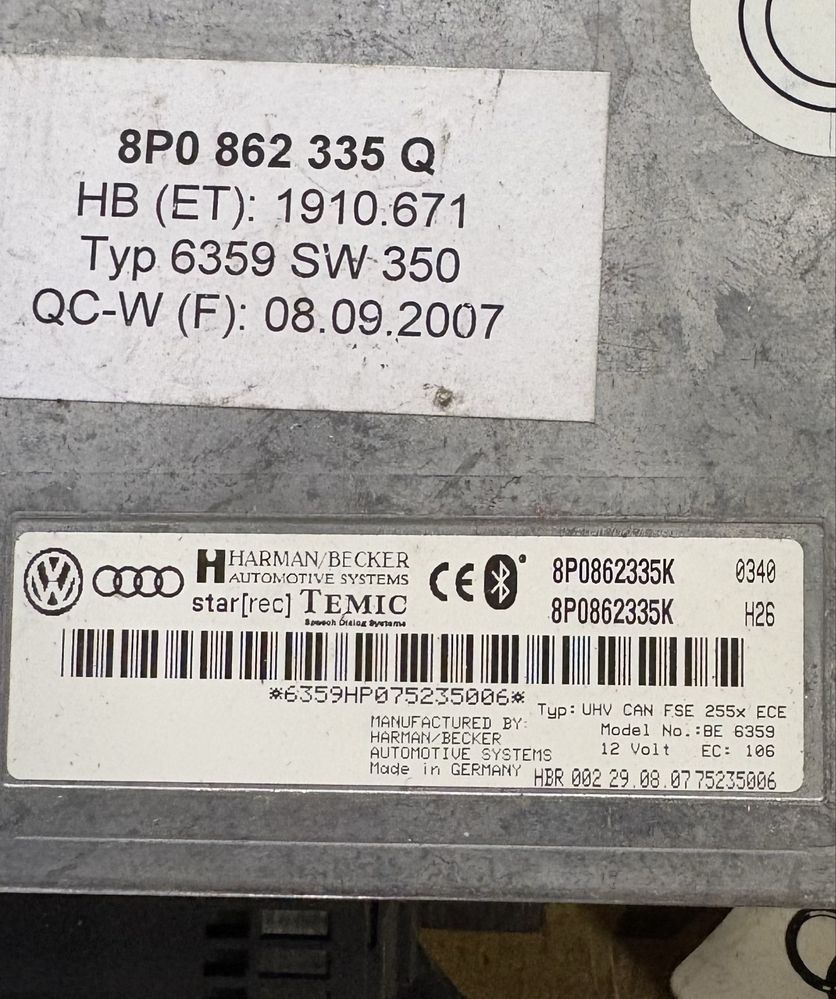 8P0 862 335 Q
HB (ET): 1910.671
Typ 6359 SW 350
QC-W (F): 08.09.2007
HARMAN/BECKER
AUTOMOTIVE SYSTEMS
star[rec] TEMIC
Speech Dialog Systems
CE
8P0862335K 0340
8P0862335K H26
*6359HP075235006*
Typ: UHV CAN FSE 255x ECE
Model No.:BE 6359
12 Volt EC: 106
MANUFACTURED BY:
HARMAN/BECKER
AUTOMOTIVE SYSTEMS
Made in GERMANY
HBR 002 29.08.07 75235006